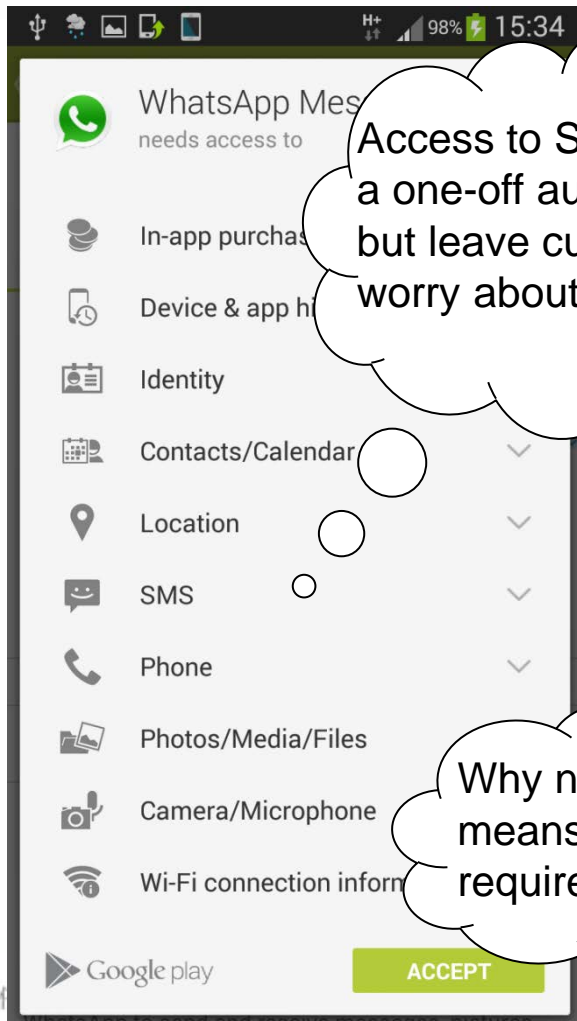 H+
98%
15:34
WhatsApp Mes
needs access to
Access to S
a one-off au
but leave cu
worry about
In-app purchas
Device & app hi
Identity
Contacts/Calendar
Location
SMS
Phone
Photos/Media/Files
Why n
means
require
Camera/Microphone
Wi-Fi connection inform
Google play
ACCEPT